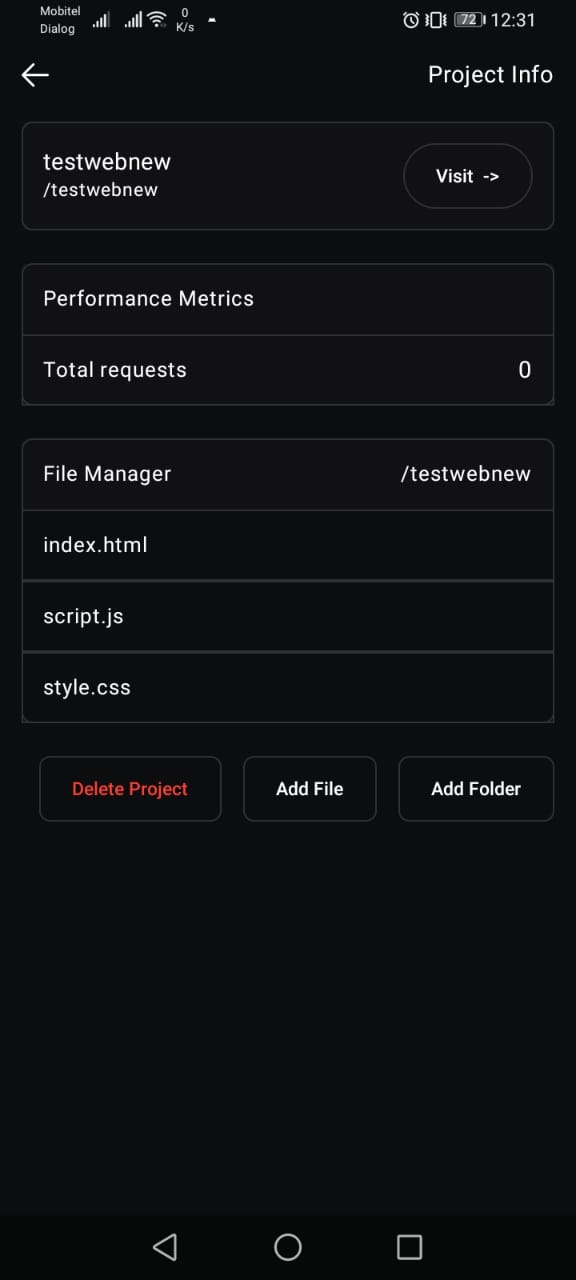 Mobitel
Dialog
0
K/s
72
12:31
Project Info
testwebnew
/testwebnew
Visit ->
Performance Metrics
Total requests 0
File Manager /testwebnew
index.html
script.js
style.css
Delete Project Add File Add Folder